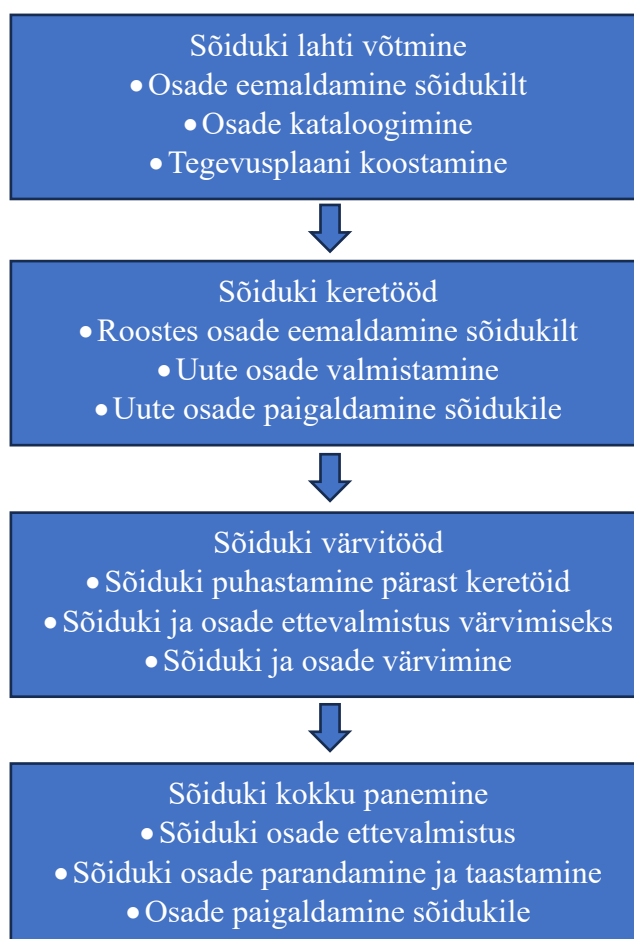 Sõiduki lahti võtmine
• Osade eemaldamine sõidukilt
• Osade kataloogimine
• Tegevusplaani koostamine
Sõiduki keretööd
• Roostes osade eemaldamine sõidukilt
• Uute osade valmistamine
• Uute osade paigaldamine sõidukile
Sõiduki värvitööd
• Sõiduki puhastamine pärast keretöid
• Sõiduki ja osade ettevalmistus värvimiseks
• Sõiduki ja osade värvimine
Sõiduki kokku panemine
• Sõiduki osade ettevalmistus
• Sõiduki osade parandamine ja taastamine
• Osade paigaldamine sõidukile